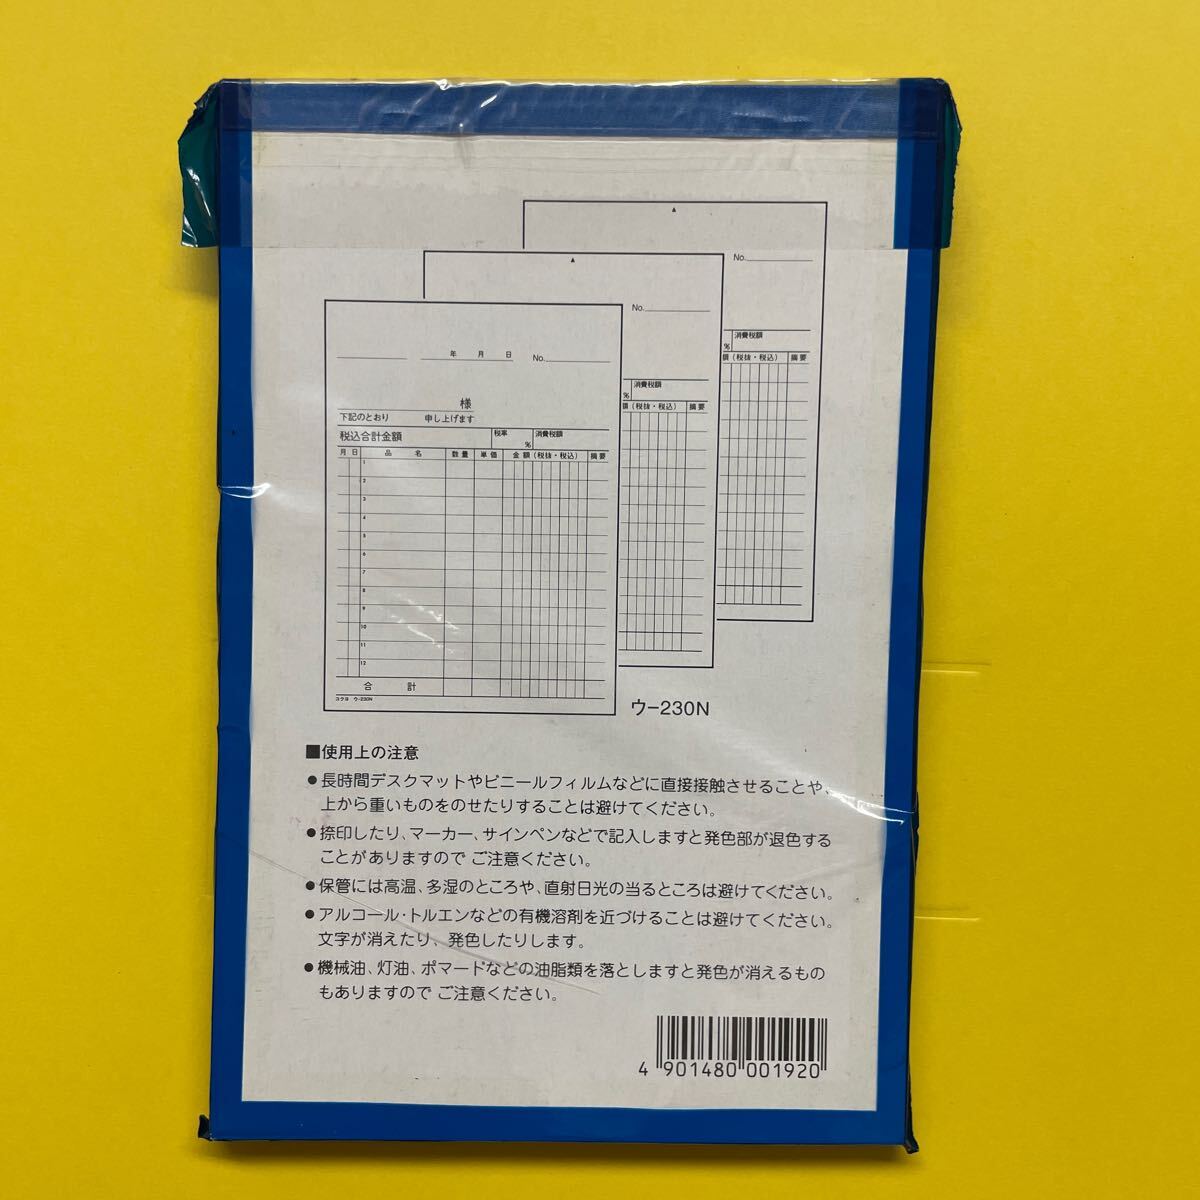 No.
消費税額
%
額(税抜・税込) 摘要
No.
消費税額
%
額(税抜・税込) 摘要
年 月 日 No.
様
下記のとおり 申し上げます
税込合計金額 税率 % 消費税額
月 日 品 名 数量 単価 金額(税抜・税込) 摘要
1
2
3
4
5
6
7
8
9
10
11
12
合 計
コクヨ ウ-230N
ウ-230N
■使用上の注意
●長時間デスクマットやビニールフィルムなどに直接接触させることや、
上から重いものをのせたりすることは避けてください。
●捺印したり、マーカー、サインペンなどで記入しますと発色部が退色する
ことがありますので ご注意ください。
●保管には高温、多湿のところや、直射日光の当るところは避けてください。
●アルコール・トルエンなどの有機溶剤を近づけることは避けてください。
文字が消えたり、発色したりします。
●機械油、灯油、ポマードなどの油脂類を落としますと発色が消えるもの
もありますので ご注意ください。
4 901480 001920